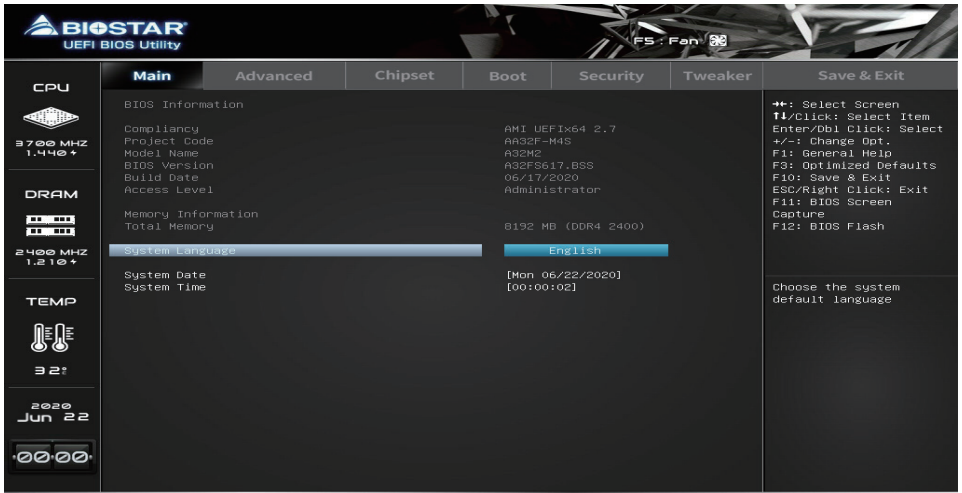 BIOSTAR
UEFI BIOS Utility
F5 : Fan
Main Advanced Chipset Boot Security Tweaker Save & Exit
CPU
3700 MHZ
1.440
DRAM
2400 MHZ
1.210
TEMP
32
2020
Jun 22
00:00
BIOS Information
Compliancy AMI UEFIx64 2.7
Project Code AA32F-M4S
Model Name A32M2
BIOS Version A32FS617.BSS
Build Date 06/17/2020
Access Level Administrator
Memory Information
Total Memory 8192 MB (DDR4 2400)
System Language English
System Date [Mon 06/22/2020]
System Time [00:00:02]
→←: Select Screen
↑↓/Click: Select Item
Enter/Dbl Click: Select
+/-: Change Opt.
F1: General Help
F3: Optimized Defaults
F10: Save & Exit
ESC/Right Click: Exit
F11: BIOS Screen
Capture
F12: BIOS Flash
Choose the system
default language